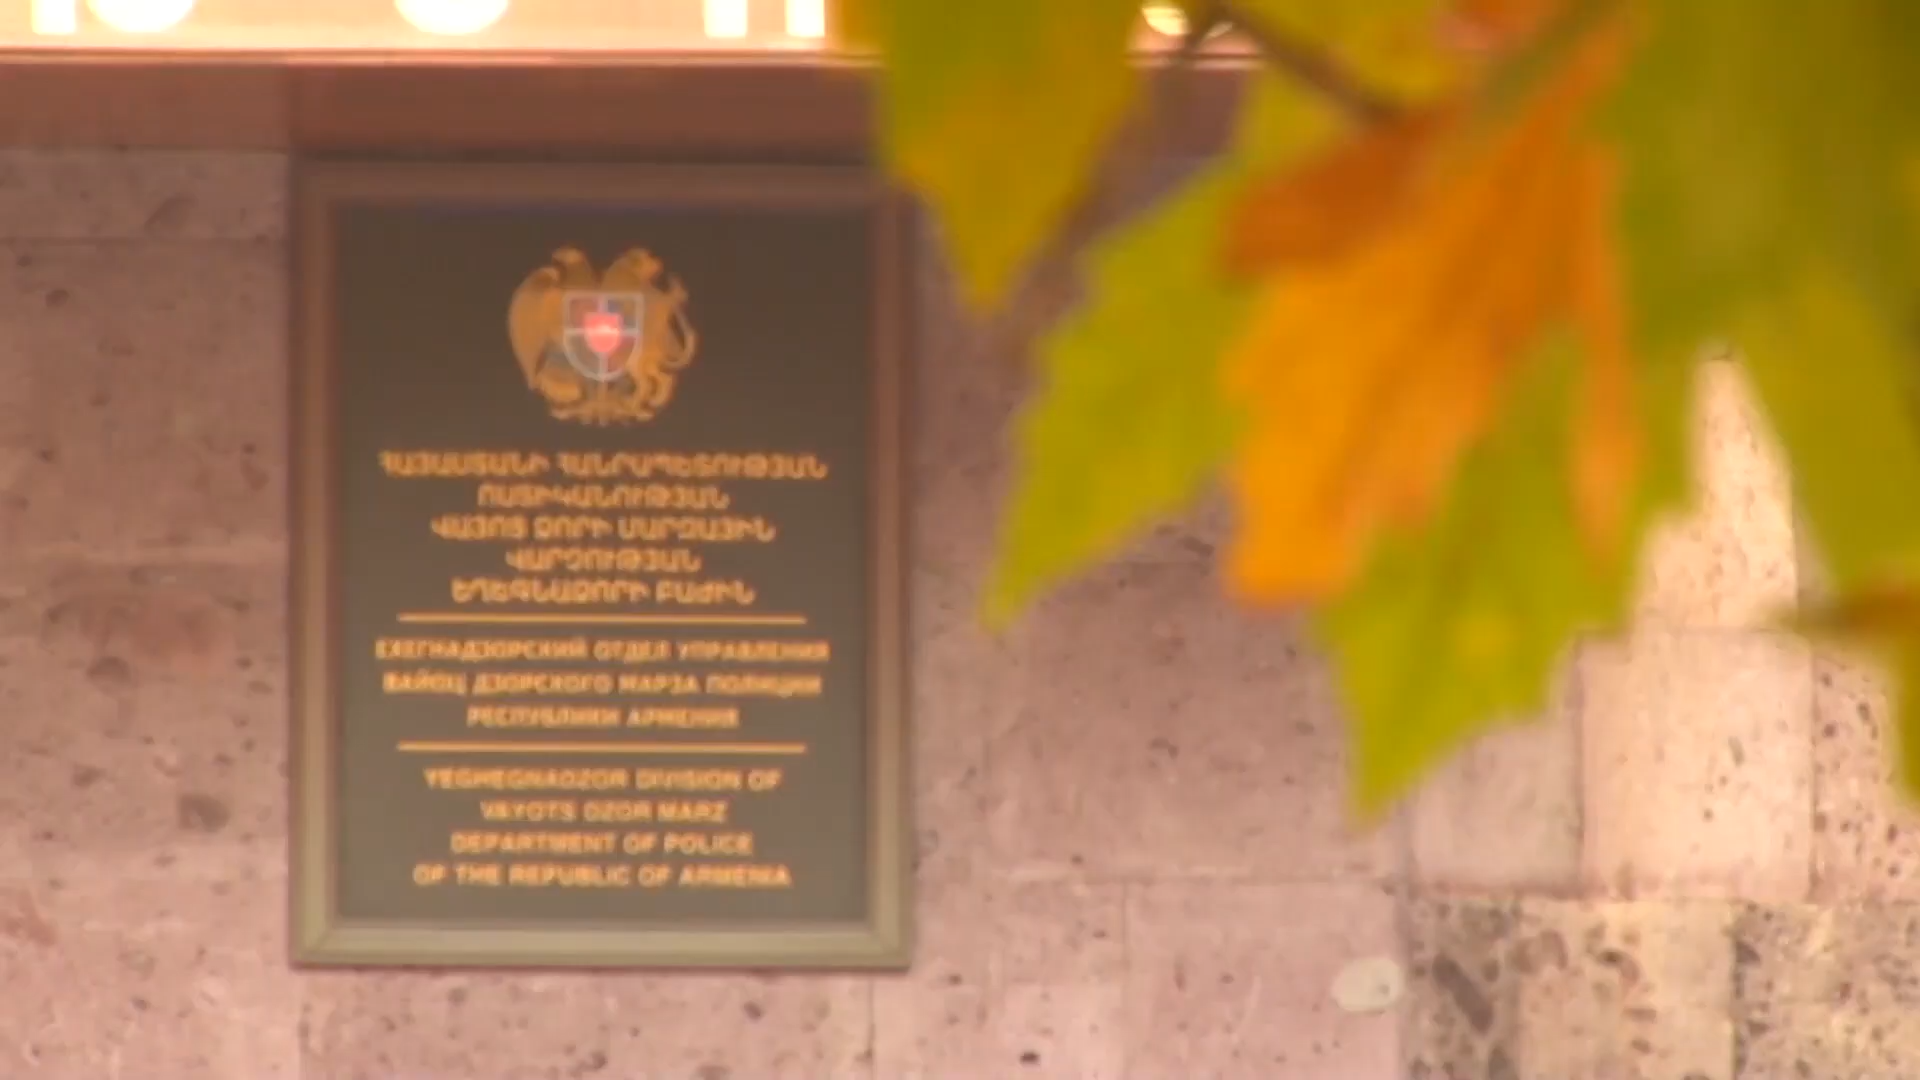 ՀԱՅԱՍՏԱՆԻ ՀԱՆՐԱՊԵՏՈՒԹՅԱՆ
ՈՍՏԻԿԱՆՈՒԹՅԱՆ
ՎԱՅՈՑ ՁՈՐԻ ՄԱՐԶԱՅԻՆ
ՎԱՐՉՈՒԹՅԱՆ
ԵՂԵԳՆԱՁՈՐԻ ԲԱԺԻՆ
ЕХЕГНАДЗОРСКИЙ ОТДЕЛ УПРАВЛЕНИЯ
ВАЙОЦ ДЗОРСКОГО МАРЗА ПОЛИЦИИ
РЕСПУБЛИКИ АРМЕНИЯ
YEGHEGNADZOR DIVISION OF
VAYOTS DZOR MARZ
DEPARTMENT OF POLICE
OF THE REPUBLIC OF ARMENIA